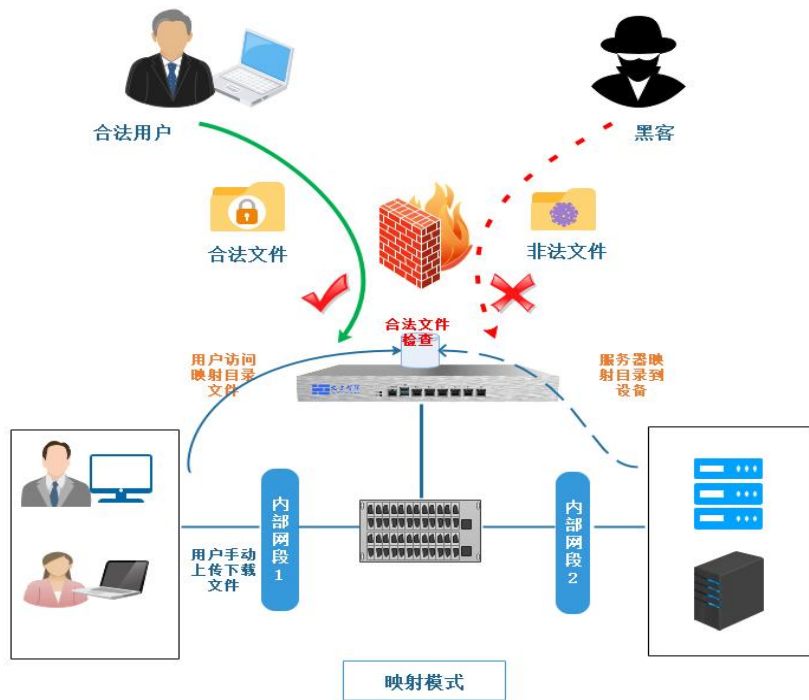 合法用户
黑客
合法文件
非法文件
合法文件
检查
用户访问
映射目录
文件
服务器映
射目录到
设备
内部网段1
内部网段2
用户手动
上传下载
文件
映射模式